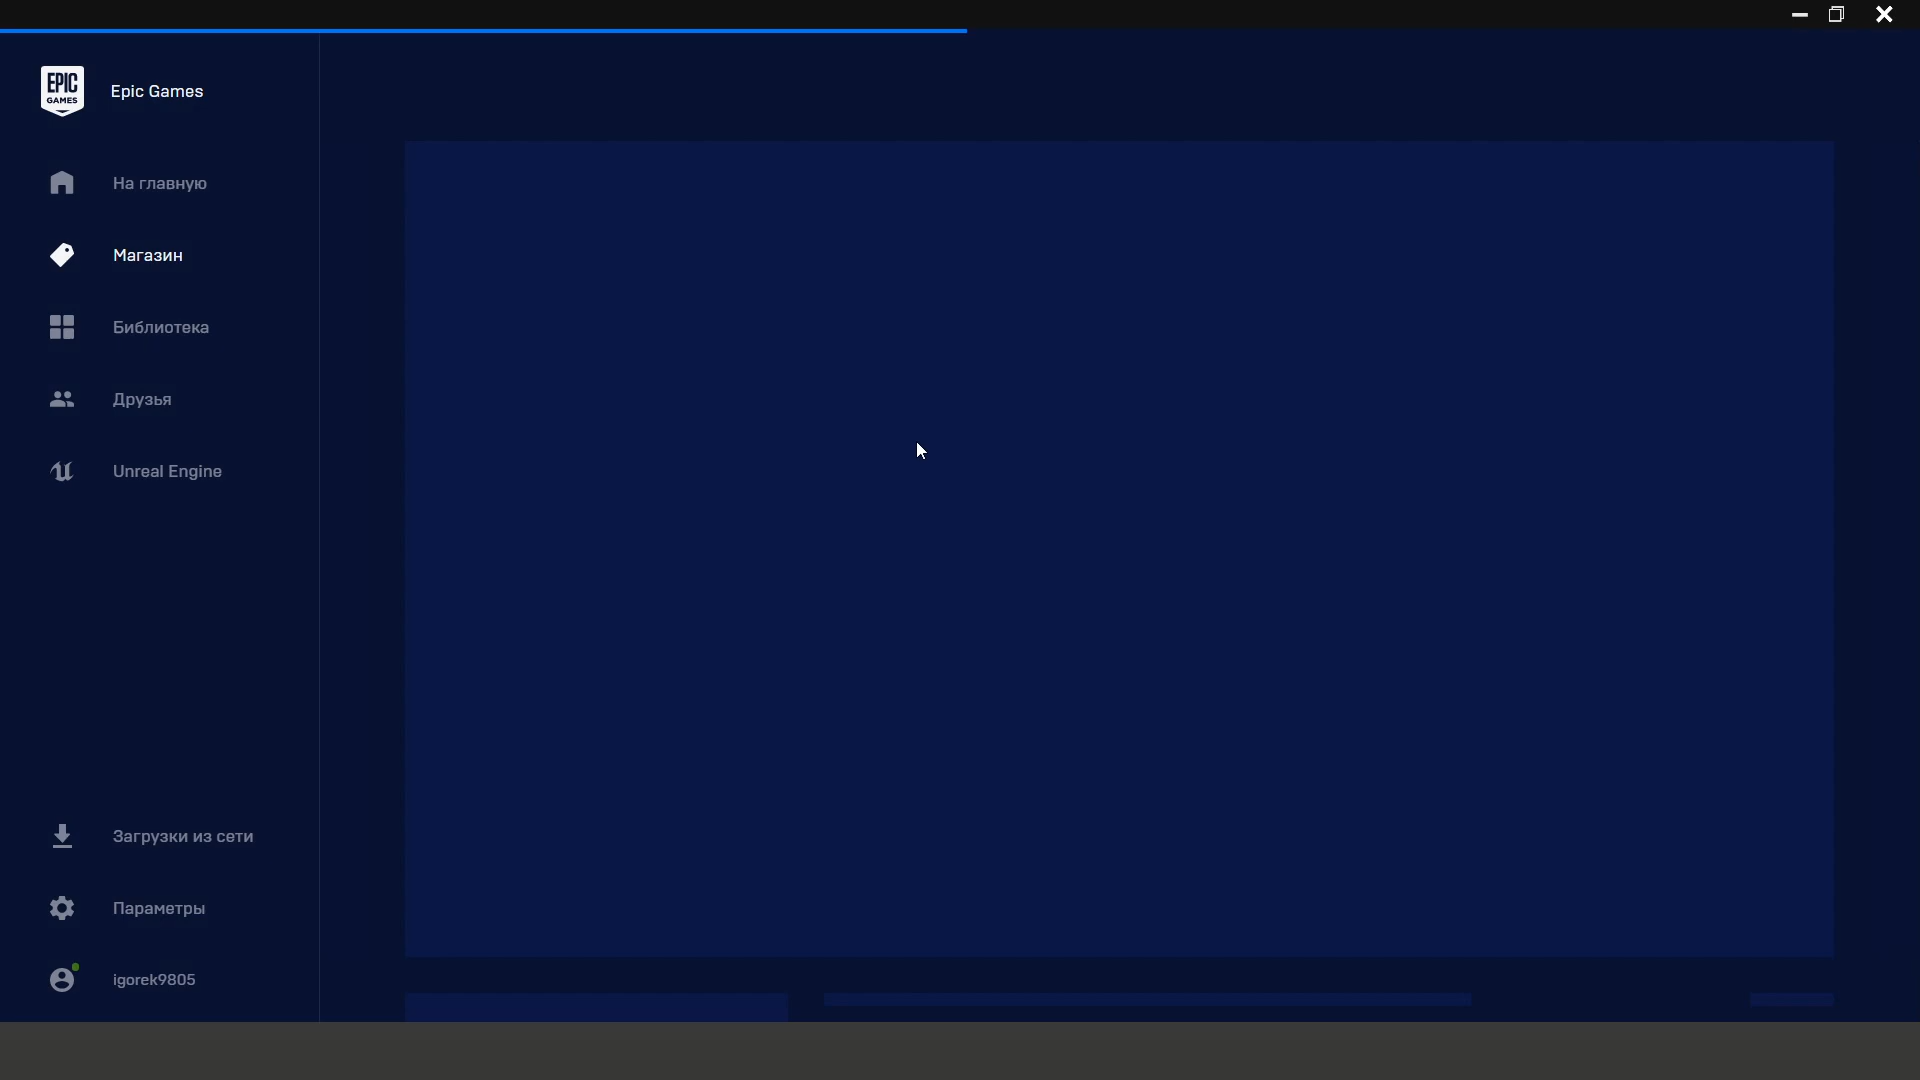 EPIC
GAMES
Epic Games
На главную
Магазин
Библиотека
Друзья
Unreal Engine
Загрузки из сети
Параметры
igorek9805